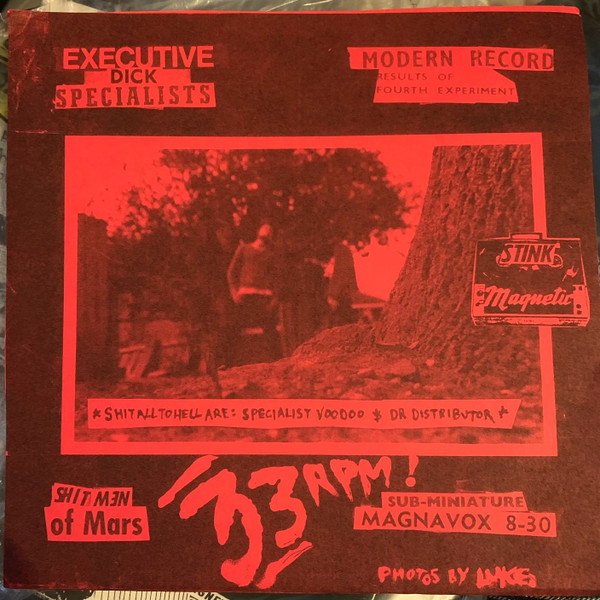 EXECUTIVE
DICK
SPECIALISTS
MODERN RECORD
RESULTS OF
FOURTH EXPERIMENT
STINK
Magnetic
*SHITALLTOHELL ARE: SPECIALIST VOODOO $ DR DISTRIBUTOR*
SHIT MEN
of Mars
33 RPM!
SUB-MINIATURE
MAGNAVOX 8-30
PHOTOS BY LUKE